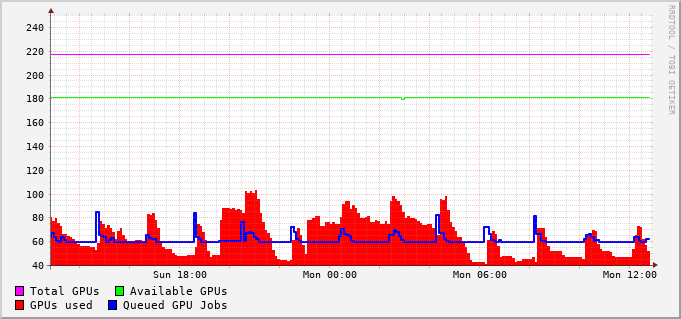 RRDTOOL / TOBI OETIKER
240
220
200
180
160
140
120
100
80
60
40
Sun 18:00 Mon 00:00 Mon 06:00 Mon 12:00
Total GPUs Available GPUs
GPUs used Queued GPU Jobs